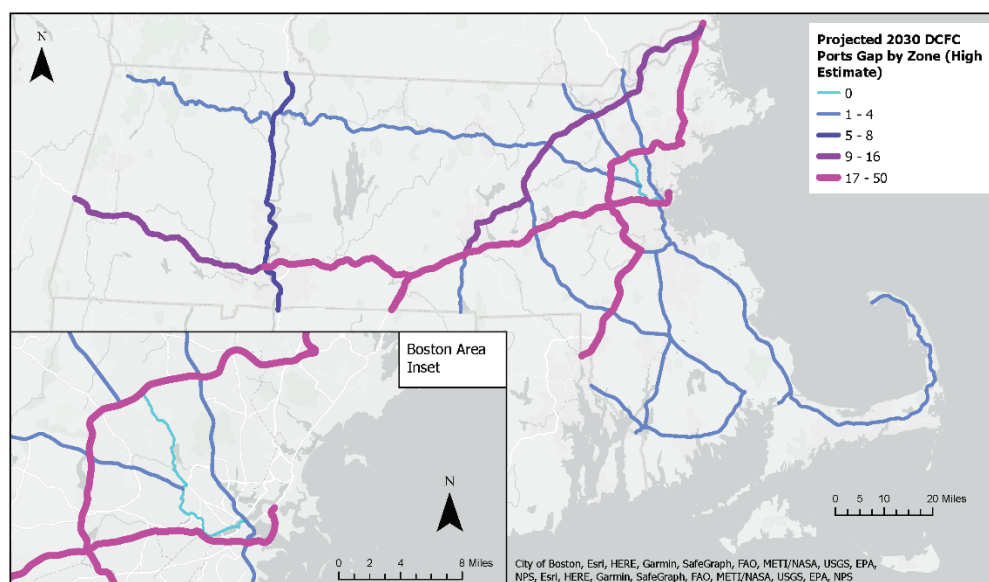 N
Projected 2030 DCFC
Ports Gap by Zone (High
Estimate)
0
1 - 4
5 - 8
9 - 16
17 - 50
Boston Area
Inset
N
0 2 4 8 Miles
0 5 10 20 Miles
City of Boston, Esri, HERE, Garmin, SafeGraph, FAO, METI/NASA, USGS, EPA,
NPS, Esri, HERE, Garmin, SafeGraph, FAO, METI/NASA, USGS, EPA, NPS